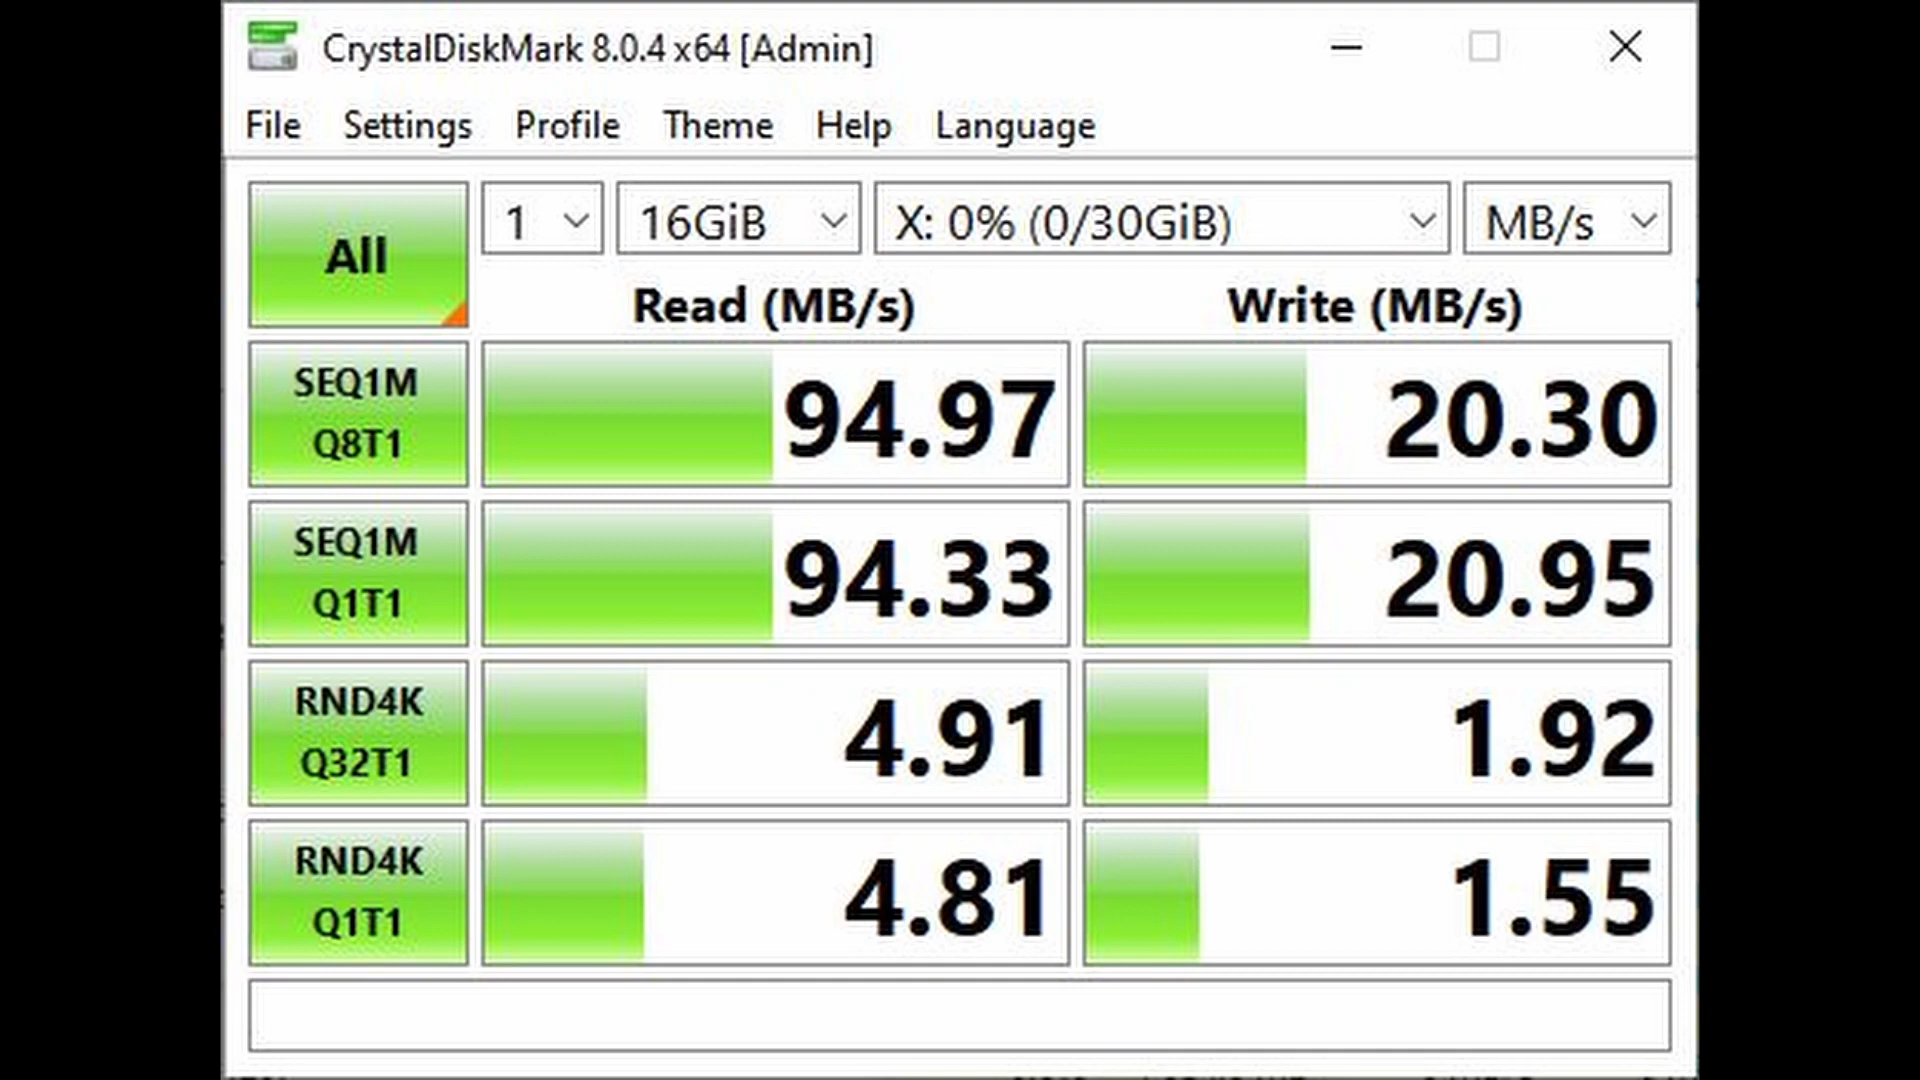 CrystalDiskMark 8.0.4 x64 [Admin]
File Settings Profile Theme Help Language
All
1 16GiB X: 0% (0/30GiB) MB/s
Read (MB/s) Write (MB/s)
SEQ1M
Q8T1
94.97 20.30
SEQ1M
Q1T1
94.33 20.95
RND4K
Q32T1
4.91 1.92
RND4K
Q1T1
4.81 1.55